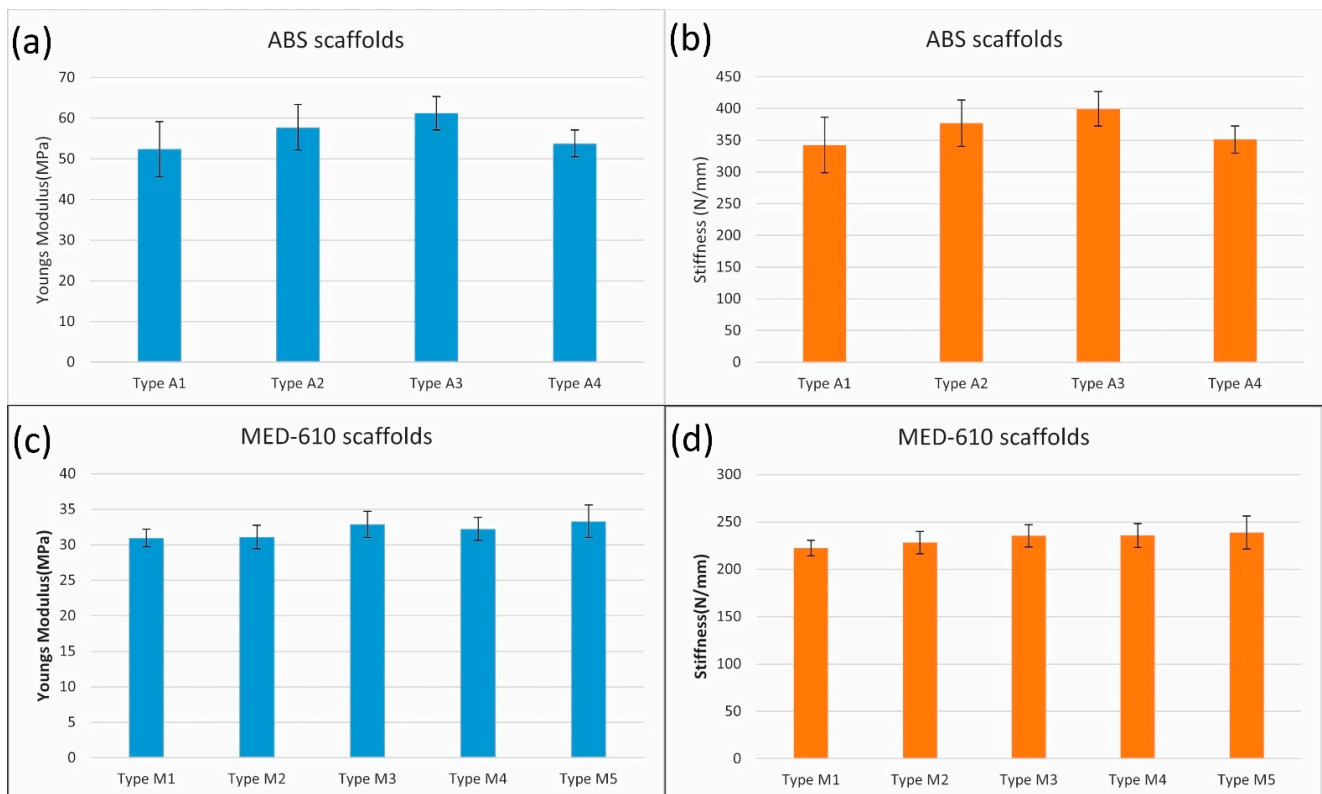 (a)
ABS scaffolds
Youngs Modulus(MPa)
70
60
50
40
30
20
10
0
Type A1 Type A2 Type A3 Type A4
(b)
ABS scaffolds
Stiffness (N/mm)
450
400
350
300
250
200
150
100
50
0
Type A1 Type A2 Type A3 Type A4
(c)
MED-610 scaffolds
Youngs Modulus(MPa)
40
35
30
25
20
15
10
5
0
Type M1 Type M2 Type M3 Type M4 Type M5
(d)
MED-610 scaffolds
Stiffness(N/mm)
300
250
200
150
100
50
0
Type M1 Type M2 Type M3 Type M4 Type M5